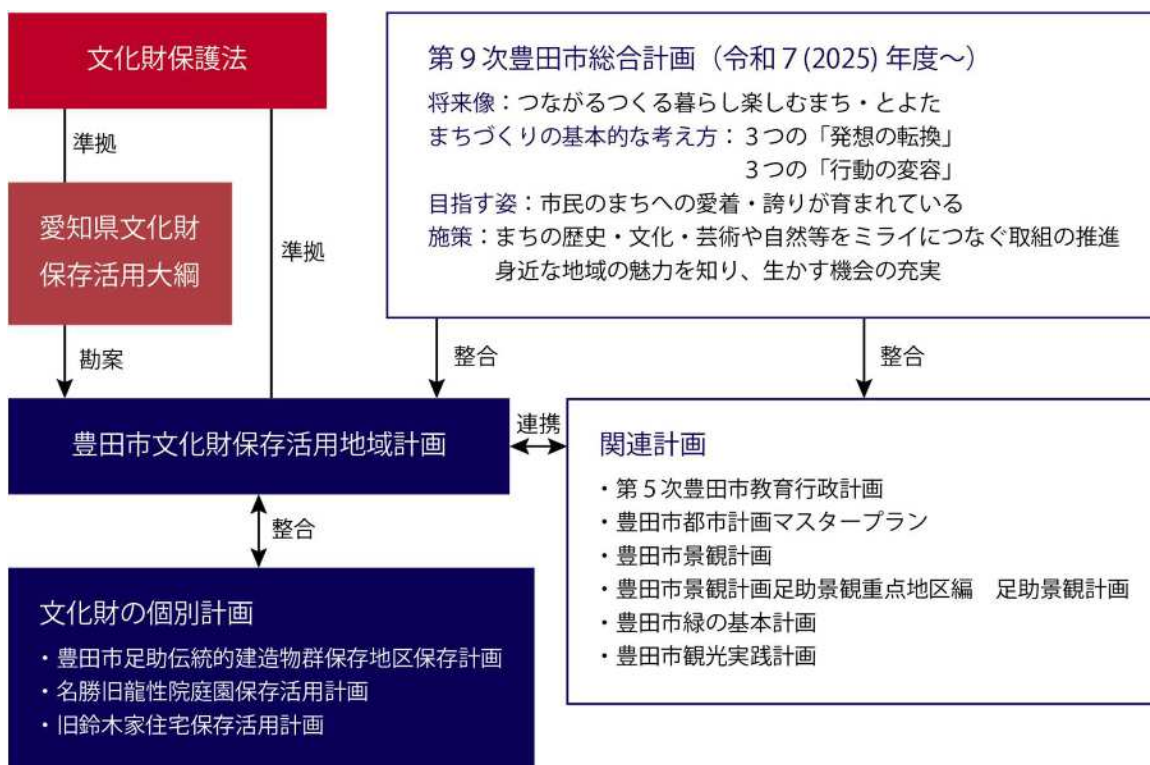 文化財保護法
準拠
愛知県文化財
保存活用大綱
準拠
勘案
第9次豊田市総合計画（令和7(2025)年度～）
将来像：つながるつくる暮らし楽しむまち・とよた
まちづくりの基本的な考え方：3つの「発想の転換」
3つの「行動の変容」
目指す姿：市民のまちへの愛着・誇りが育まれている
施策：まちの歴史・文化・芸術や自然等をミライにつなぐ取組の推進
身近な地域の魅力を知り、生かす機会の充実
整合
整合
豊田市文化財保存活用地域計画
連携
関連計画
・第5次豊田市教育行政計画
・豊田市都市計画マスタープラン
・豊田市景観計画
・豊田市景観計画足助景観重点地区編　足助景観計画
・豊田市緑の基本計画
・豊田市観光実践計画
整合
文化財の個別計画
・豊田市足助伝統的建造物群保存地区保存計画
・名勝旧龍性院庭園保存活用計画
・旧鈴木家住宅保存活用計画